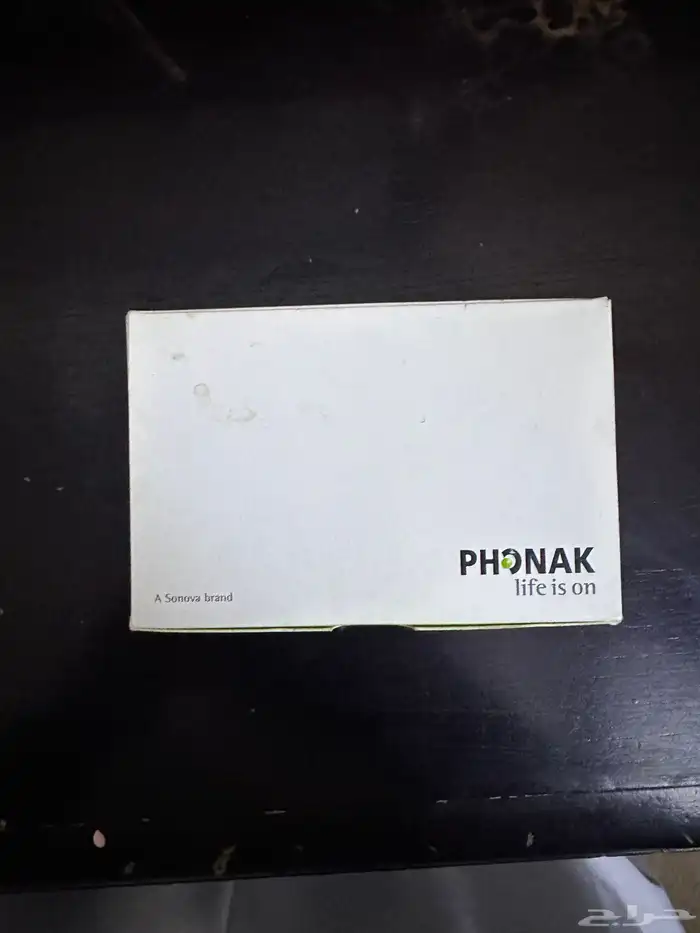 PHONAK
life is on
A Sonova brand
حراج